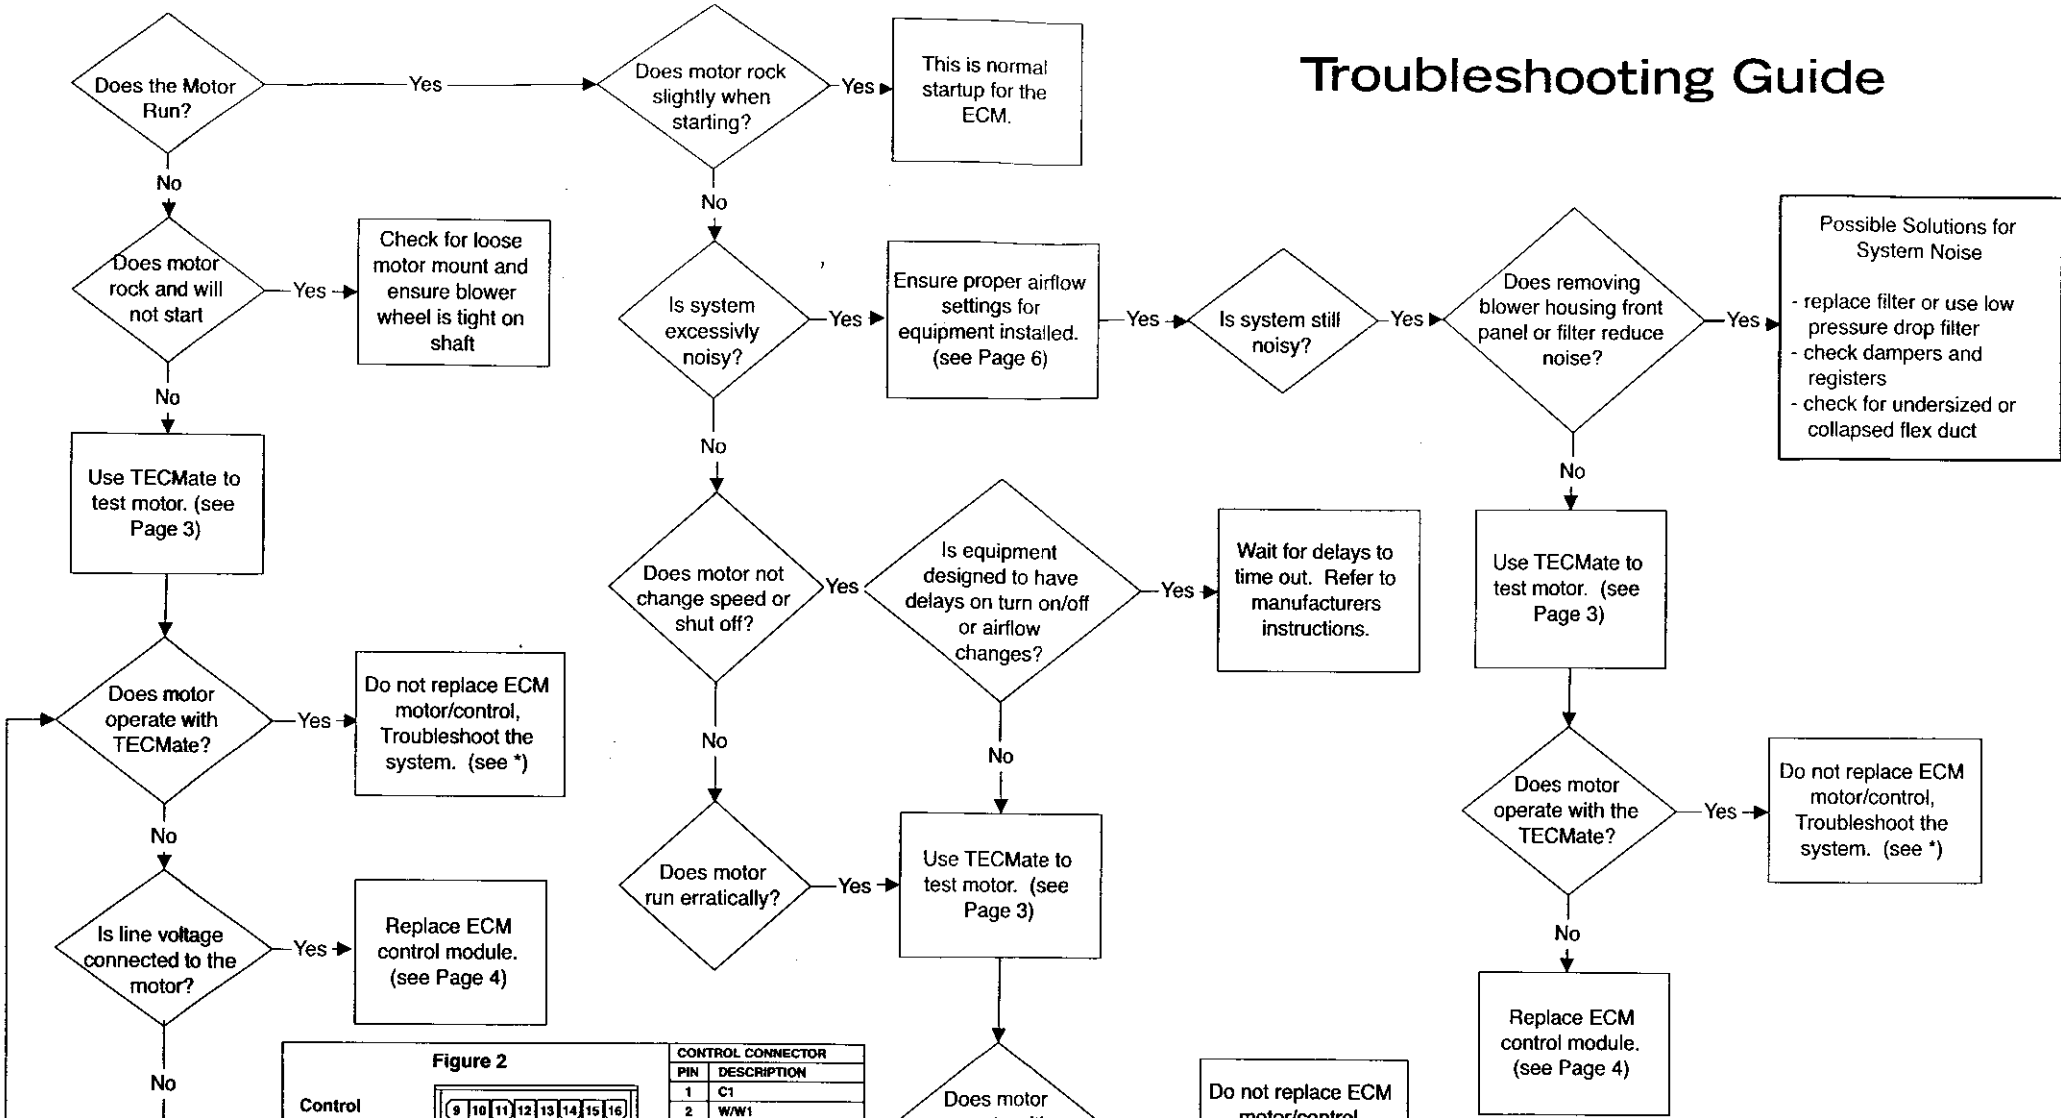 Troubleshooting Guide
Does the Motor
Run?
Yes
Does motor rock
slightly when
starting?
Yes
This is normal
startup for the
ECM.
No
No
Does motor
rock and will
not start
Yes
Check for loose
motor mount and
ensure blower
wheel is tight on
shaft
Is system
excessivly
noisy?
Yes
Ensure proper airflow
settings for
equipment installed.
(see Page 6)
Yes
Is system still
noisy?
Yes
Does removing
blower housing front
panel or filter reduce
noise?
Yes
Possible Solutions for
System Noise
- replace filter or use low
pressure drop filter
- check dampers and
registers
- check for undersized or
collapsed flex duct
No
No
No
Use TECMate to
test motor. (see
Page 3)
Does motor not
change speed or
shut off?
Yes
Is equipment
designed to have
delays on turn on/off
or airflow
changes?
Yes
Wait for delays to
time out. Refer to
manufacturers
instructions.
Use TECMate to
test motor. (see
Page 3)
Does motor
operate with
TECMate?
Yes
Do not replace ECM
motor/control,
Troubleshoot the
system. (see *)
No
No
Does motor
operate with the
TECMate?
Yes
Do not replace ECM
motor/control,
Troubleshoot the
system. (see *)
No
Does motor
run erratically?
Yes
Use TECMate to
test motor. (see
Page 3)
No
Is line voltage
connected to the
motor?
Yes
Replace ECM
control module.
(see Page 4)
Replace ECM
control module.
(see Page 4)
No
Figure 2
Control
9 10 11 12 13 14 15 16
CONTROL CONNECTOR
PIN DESCRIPTION
1 C1
2 W/W1
Does motor
Do not replace ECM
motor/control